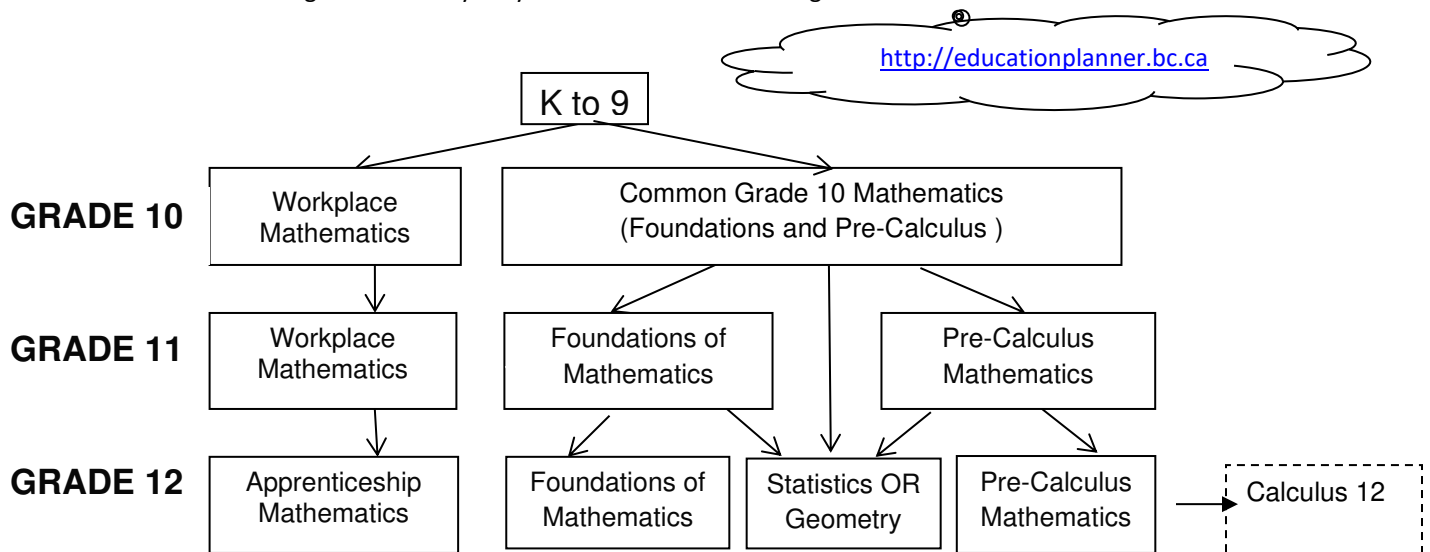 http://educationplanner.bc.ca
K to 9
GRADE 10
Workplace
Mathematics
Common Grade 10 Mathematics
(Foundations and Pre-Calculus )
GRADE 11
Workplace
Mathematics
Foundations of
Mathematics
Pre-Calculus
Mathematics
GRADE 12
Apprenticeship
Mathematics
Foundations of
Mathematics
Statistics OR
Geometry
Pre-Calculus
Mathematics
Calculus 12